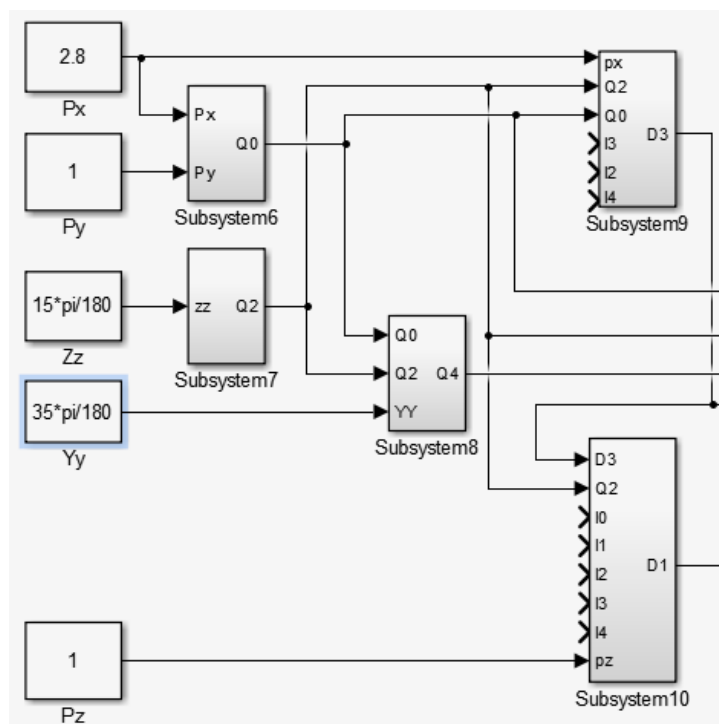 2.8
Px
1
Py
15*pi/180
Zz
35*pi/180
Yy
1
Pz
Px
Py
Q0
Subsystem6
zz
Q2
Subsystem7
Q0
Q2
YY
Q4
Subsystem8
px
Q2
Q0
I3
I2
I4
D3
Subsystem9
D3
Q2
I0
I1
I2
I3
I4
pz
D1
Subsystem10